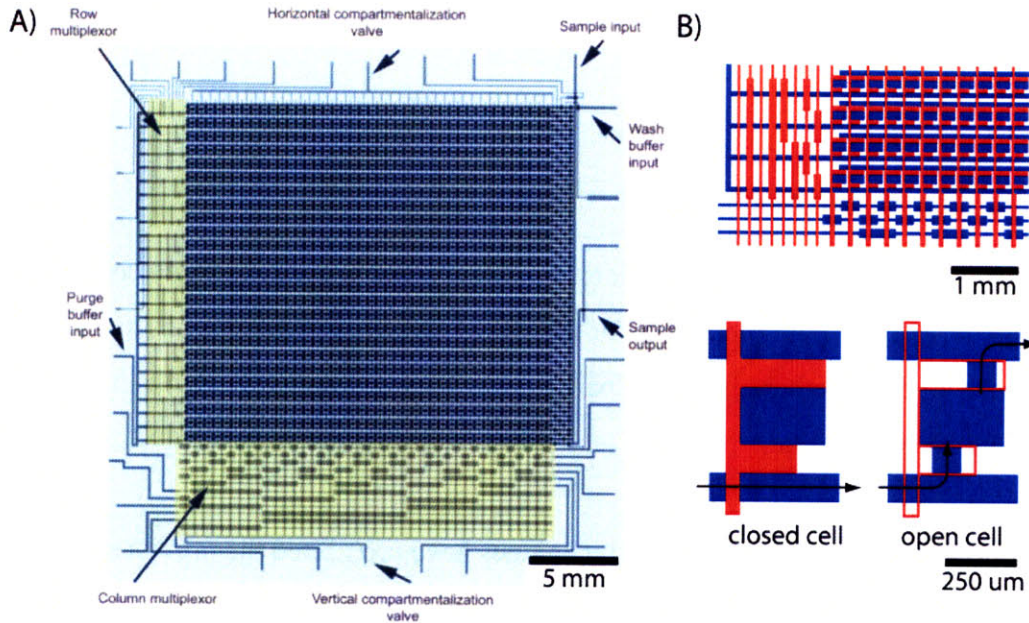 A)
Row
multiplexor
Horizontal compartmentalization
valve
Sample input
Wash
buffer
input
Purge
buffer
input
Sample
output
5 mm
Column multiplexor
Vertical compartmentalization
valve
B)
1 mm
closed cell
open cell
250 um